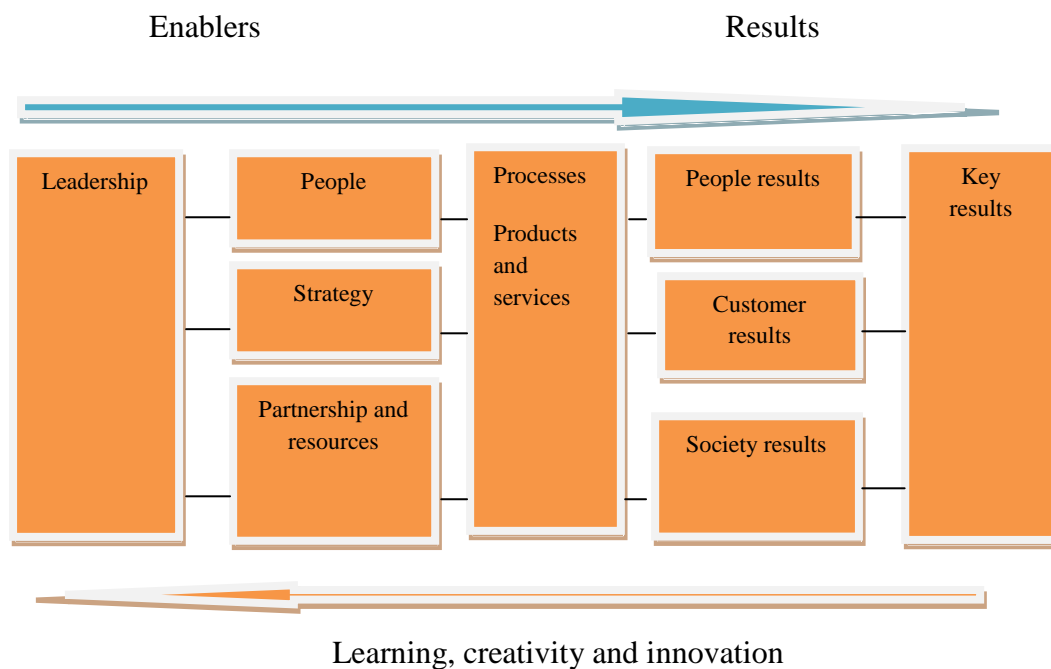 Enablers
Results
Leadership
People
Strategy
Partnership and
resources
Processes
Products
and
services
People results
Customer
results
Society results
Key
results
Learning, creativity and innovation